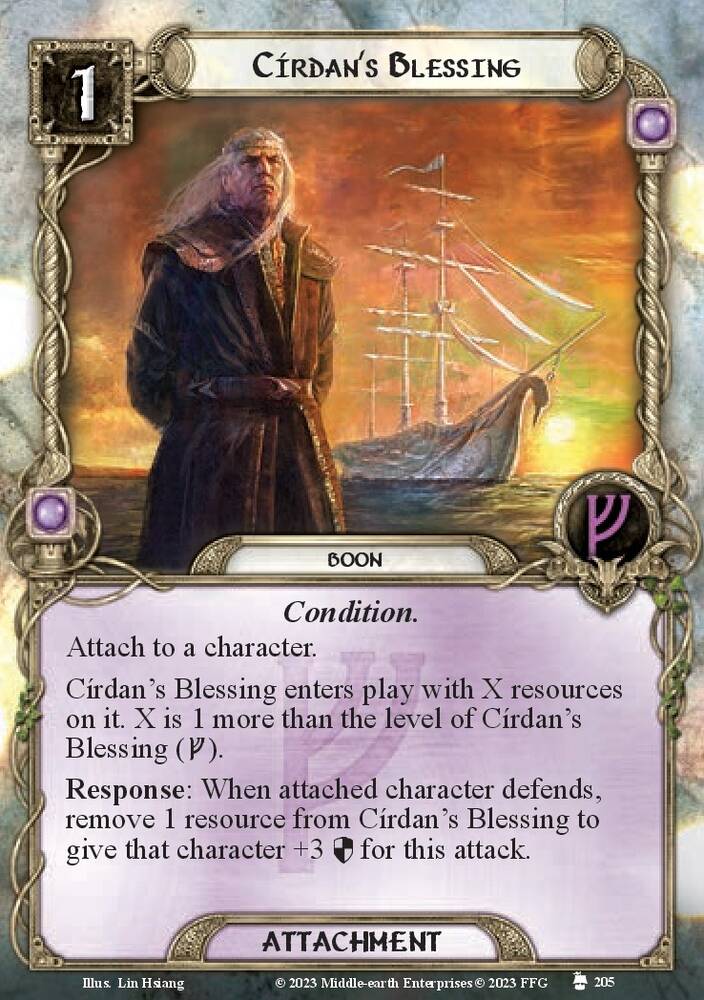 1
CÍRDAN'S BLESSING
BOON
Condition.
Attach to a character.
Círdan's Blessing enters play with X resources
on it. X is 1 more than the level of Círdan's
Blessing (ᚠ).
Response: When attached character defends,
remove 1 resource from Círdan's Blessing to
give that character +3 for this attack.
ATTACHMENT
Illus. Lin Hsiang
© 2023 Middle-earth Enterprises © 2023 FFG
205